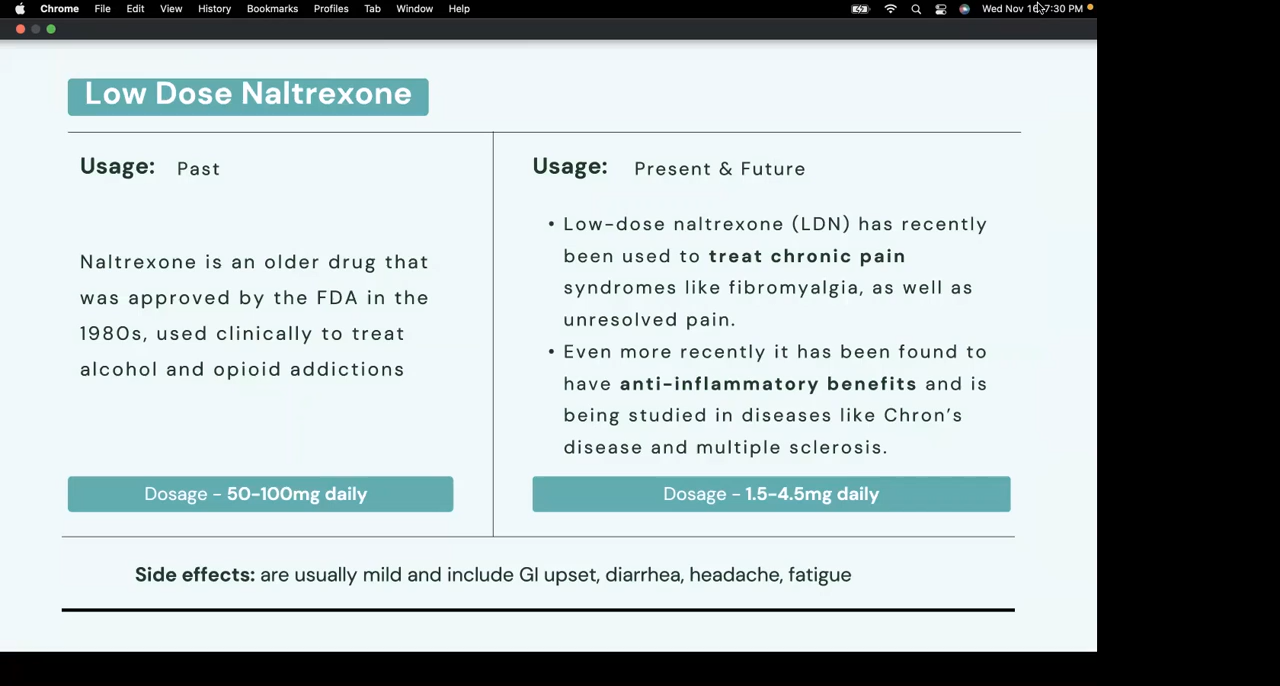 Chrome File Edit View History Bookmarks Profiles Tab Window Help Wed Nov 16 7:30 PM
Low Dose Naltrexone
Usage: Past
Naltrexone is an older drug that
was approved by the FDA in the
1980s, used clinically to treat
alcohol and opioid addictions
Dosage - 50-100mg daily
Usage: Present & Future
• Low-dose naltrexone (LDN) has recently
been used to treat chronic pain
syndromes like fibromyalgia, as well as
unresolved pain.
• Even more recently it has been found to
have anti-inflammatory benefits and is
being studied in diseases like Chron's
disease and multiple sclerosis.
Dosage - 1.5-4.5mg daily
Side effects: are usually mild and include GI upset, diarrhea, headache, fatigue